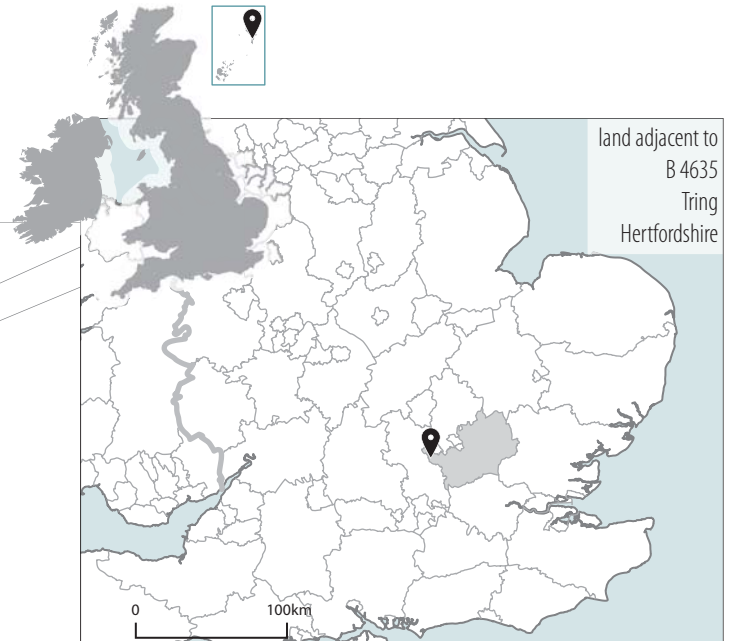 land adjacent to
B 4635
Tring
Hertfordshire
0 100km